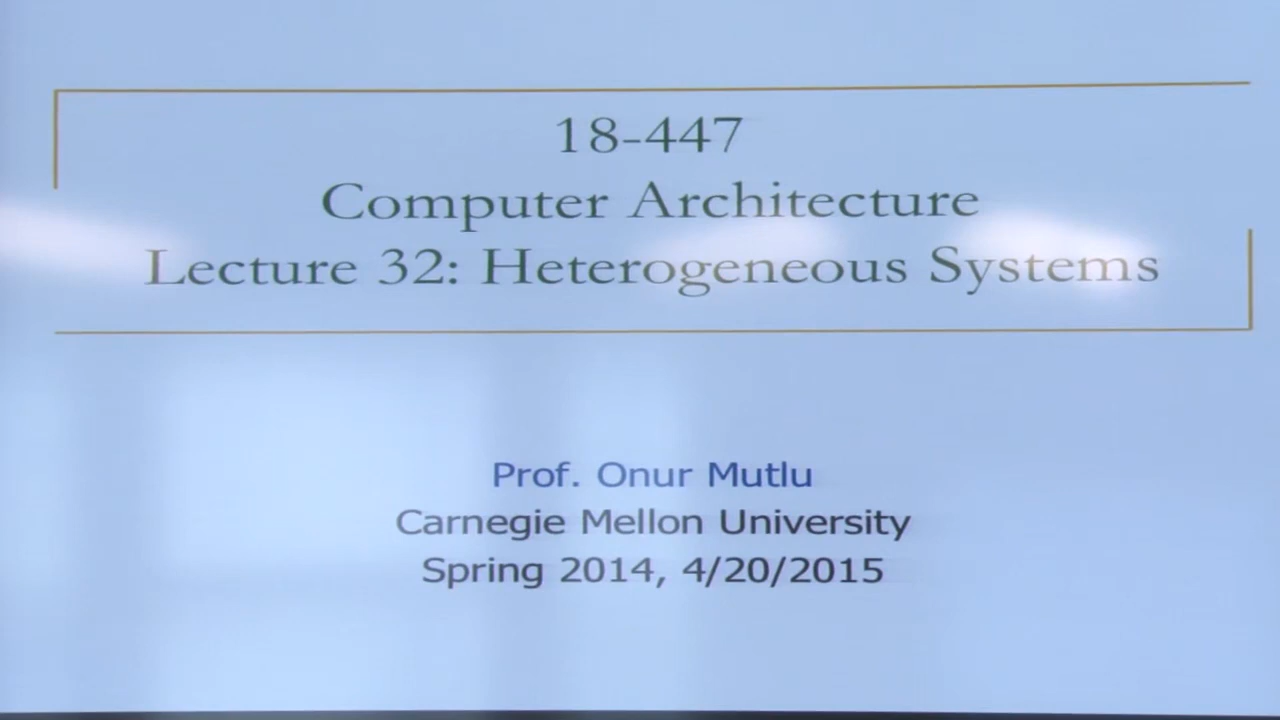 18-447
Computer Architecture
Lecture 32: Heterogeneous Systems
Prof. Onur Mutlu
Carnegie Mellon University
Spring 2014, 4/20/2015